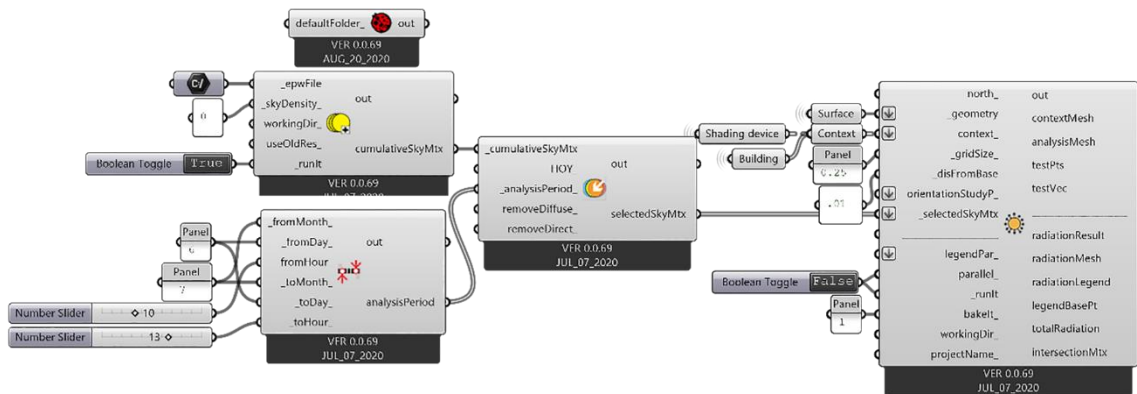 defaultFolder_
out
VER 0.0.69
AUG_20_2020
_epwFile
_skyDensity_
workingDir_
useOldRes_
_runIt
out
cumulativeSkyMtx
VER 0.0.69
JUL_07_2020
C/
0
Boolean Toggle True
_fromMonth_
_fromDay_
fromHour
_toMonth_
_toDay_
_toHour_
out
analysisPeriod
VER 0.0.69
JUL_07_2020
Panel
Panel
7
Number Slider 10
Number Slider 13
_cumulativeSkyMtx
HOY
_analysisPeriod_
removeDiffuse_
removeDirect_
out
selectedSkyMtx
VER 0.0.69
JUL_07_2020
Shading device
Building
Surface
Context
Panel
0.25
Boolean Toggle False
Panel
1
north_
_geometry
context_
_gridSize_
_disFromBase
orientationStudyP_
_selectedSkyMtx
legendPar_
parallel_
_runIt
bakeIt_
workingDir_
projectName_
out
contextMesh
analysisMesh
testPts
testVec
radiationResult
radiationMesh
radiationLegend
legendBasePt
totalRadiation
intersectionMtx
VER 0.0.69
JUL_07_2020